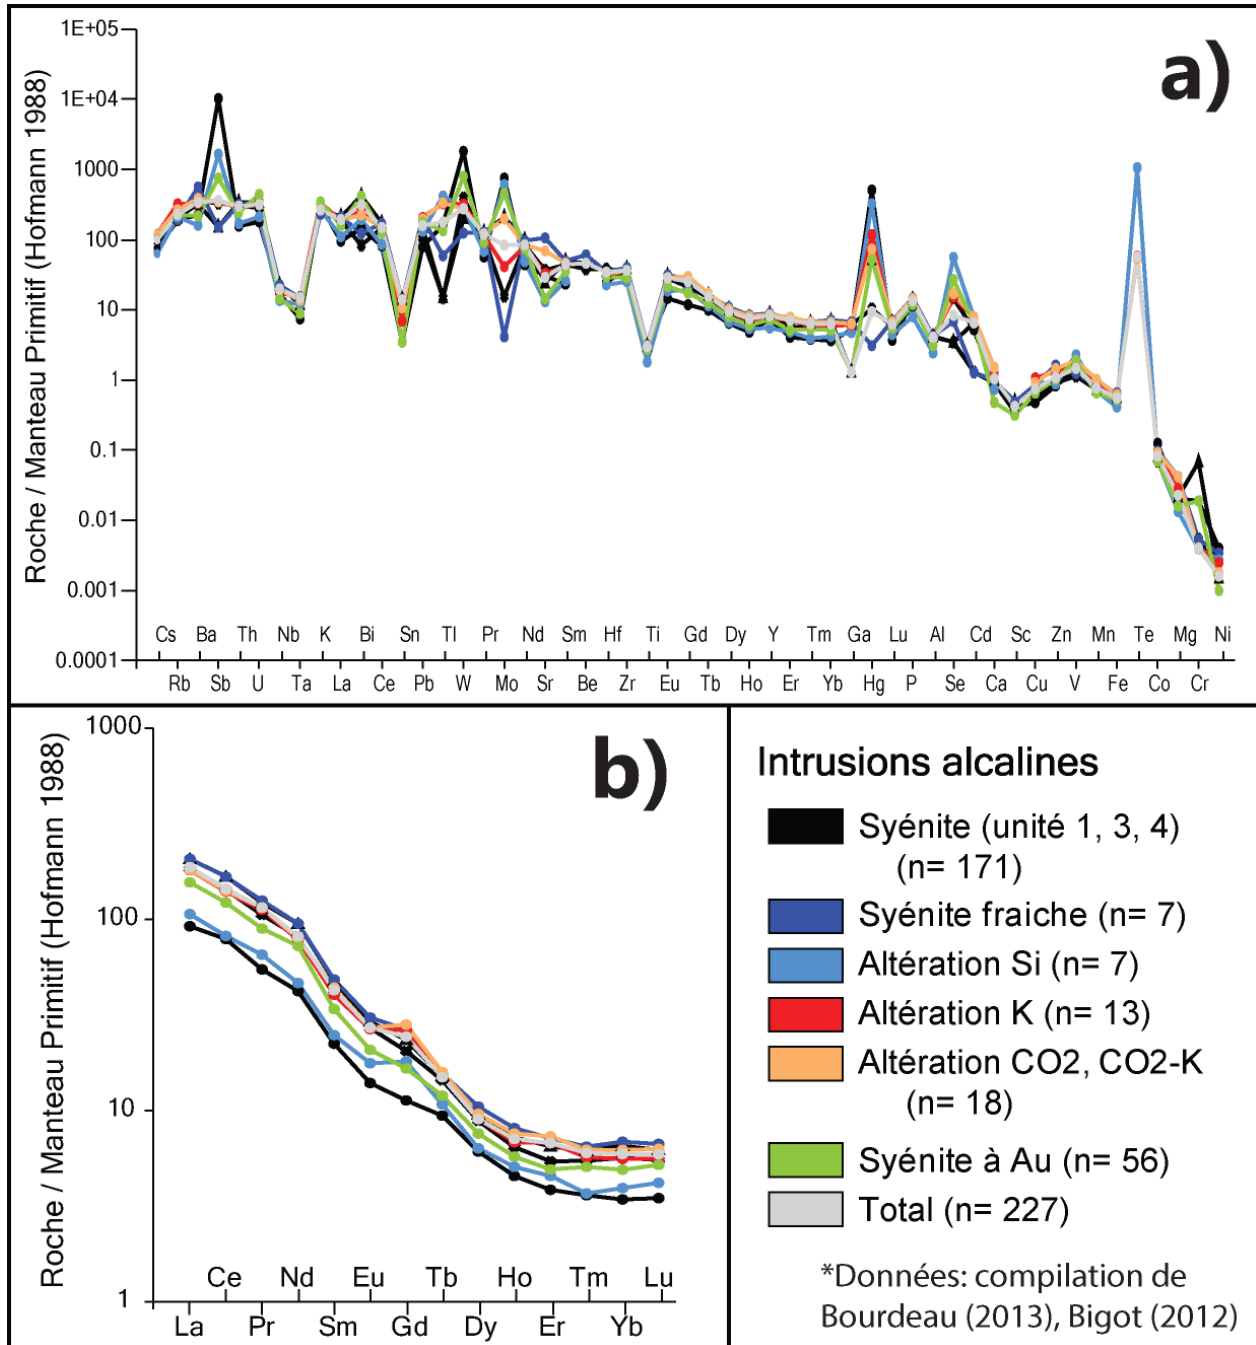 a)
Roche / Manteau Primitif (Hofmann 1988)
1E+05
1E+04
1000
100
10
1
0.1
0.01
0.001
0.0001
Cs Ba Th Nb K Bi Sn Tl Pr Nd Sm Hf Ti Gd Dy Y Tm Ga Lu Al Cd Sc Zn Mn Te Mg Ni
Rb Sb U Ta La Ce Pb W Mo Sr Be Zr Eu Tb Ho Er Yb Hg P Se Ca Cu V Fe Co Cr
b)
Roche / Manteau Primitif (Hofmann 1988)
1000
100
10
1
Ce Nd Eu Tb Ho Tm Lu
La Pr Sm Gd Dy Er Yb
Intrusions alcalines
Syénite (unité 1, 3, 4)
(n= 171)
Syénite fraiche (n= 7)
Altération Si (n= 7)
Altération K (n= 13)
Altération CO2, CO2-K
(n= 18)
Syénite à Au (n= 56)
Total (n= 227)
*Données: compilation de
Bourdeau (2013), Bigot (2012)